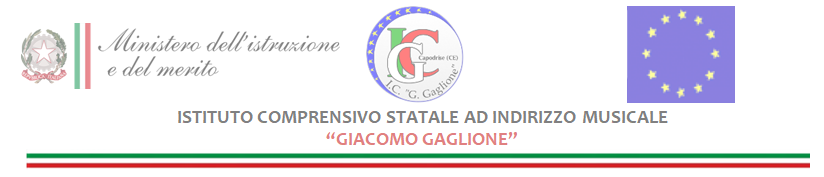 Ministero dell'istruzione
e del merito
Capodrise (CE)
I.C. "G. Gaglione"
ISTITUTO COMPRENSIVO STATALE AD INDIRIZZO MUSICALE
“GIACOMO GAGLIONE”